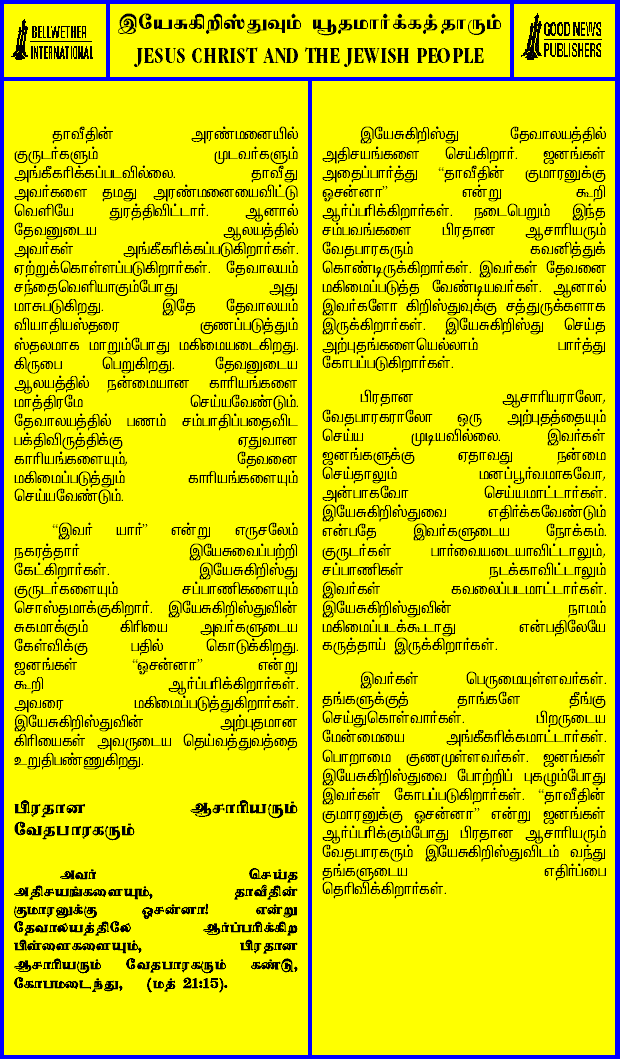 BELLWETHER
INTERNATIONAL
இயேசுகிறிஸ்துவும் யூதமார்க்கத்தாரும்
JESUS CHRIST AND THE JEWISH PEOPLE
GOOD NEWS
PUBLISHERS
தாவீதின் அரண்மனையில்
குருடர்களும் முடவர்களும்
அங்கீகரிக்கப்படவில்லை. தாவீது
அவர்களை தமது அரண்மனையைவிட்டு
வெளியே துரத்திவிட்டார். ஆனால்
தேவனுடைய ஆலயத்தில்
அவர்கள் அங்கீகரிக்கப்படுகிறார்கள்.
ஏற்றுக்கொள்ளப்படுகிறார்கள். தேவாலயம்
சந்தைவெளியாகும்போது அது
மாசுபடுகிறது. இதே தேவாலயம்
வியாதியஸ்தரை குணப்படுத்தும்
ஸ்தலமாக மாறும்போது மகிமையடைகிறது.
கிருபை பெறுகிறது. தேவனுடைய
ஆலயத்தில் நன்மையான காரியங்களை
மாத்திரமே செய்யவேண்டும்.
தேவாலயத்தில் பணம் சம்பாதிப்பதைவிட
பக்திவிருத்திக்கு ஏதுவான
காரியங்களையும், தேவனை
மகிமைப்படுத்தும் காரியங்களையும்
செய்யவேண்டும்.
“இவர் யார்” என்று எருசலேம்
நகரத்தார் இயேசுவைப்பற்றி
கேட்கிறார்கள். இயேசுகிறிஸ்து
குருடர்களையும் சப்பாணிகளையும்
சொஸ்தமாக்குகிறார். இயேசுகிறிஸ்துவின்
சுகமாக்கும் கிரியை அவர்களுடைய
கேள்விக்கு பதில் கொடுக்கிறது.
ஜனங்கள் “ஓசன்னா” என்று
கூறி ஆர்ப்பரிக்கிறார்கள்.
அவரை மகிமைப்படுத்துகிறார்கள்.
இயேசுகிறிஸ்துவின் அற்புதமான
கிரியைகள் அவருடைய தெய்வத்துவத்தை
உறுதிபண்ணுகிறது.
பிரதான ஆசாரியரும்
வேதபாரகரும்
அவர் செய்த
அதிசயங்களையும், தாவீதின்
குமாரனுக்கு ஓசன்னா! என்று
தேவாலயத்திலே ஆர்ப்பரிக்கிற
பிள்ளைகளையும், பிரதான
ஆசாரியரும் வேதபாரகரும் கண்டு,
கோபமடைந்து, (மத் 21:15).
இயேசுகிறிஸ்து தேவாலயத்தில்
அதிசயங்களை செய்கிறார். ஜனங்கள்
அதைப்பார்த்து “தாவீதின் குமாரனுக்கு
ஓசன்னா” என்று கூறி
ஆர்ப்பரிக்கிறார்கள். நடைபெறும் இந்த
சம்பவங்களை பிரதான ஆசாரியரும்
வேதபாரகரும் கவனித்துக்
கொண்டிருக்கிறார்கள். இவர்கள் தேவனை
மகிமைப்படுத்த வேண்டியவர்கள். ஆனால்
இவர்களோ கிறிஸ்துவுக்கு சத்துருக்களாக
இருக்கிறார்கள். இயேசுகிறிஸ்து செய்த
அற்புதங்களையெல்லாம் பார்த்து
கோபப்படுகிறார்கள்.
பிரதான ஆசாரியராலோ,
வேதபாரகராலோ ஒரு அற்புதத்தையும்
செய்ய முடியவில்லை. இவர்கள்
ஜனங்களுக்கு ஏதாவது நன்மை
செய்தாலும் மனப்பூர்வமாகவோ,
அன்பாகவோ செய்யமாட்டார்கள்.
இயேசுகிறிஸ்துவை எதிர்க்கவேண்டும்
என்பதே இவர்களுடைய நோக்கம்.
குருடர்கள் பார்வையடையாவிட்டாலும்,
சப்பாணிகள் நடக்காவிட்டாலும்
இவர்கள் கவலைப்படமாட்டார்கள்.
இயேசுகிறிஸ்துவின் நாமம்
மகிமைப்படக்கூடாது என்பதிலேயே
கருத்தாய் இருக்கிறார்கள்.
இவர்கள் பெருமையுள்ளவர்கள்.
தங்களுக்குத் தாங்களே தீங்கு
செய்துகொள்வார்கள். பிறருடைய
மேன்மையை அங்கீகரிக்கமாட்டார்கள்.
பொறாமை குணமுள்ளவர்கள். ஜனங்கள்
இயேசுகிறிஸ்துவை போற்றிப் புகழும்போது
இவர்கள் கோபப்படுகிறார்கள். “தாவீதின்
குமாரனுக்கு ஓசன்னா” என்று ஜனங்கள்
ஆர்ப்பரிக்கும்போது பிரதான ஆசாரியரும்
வேதபாரகரும் இயேசுகிறிஸ்துவிடம் வந்து
தங்களுடைய எதிர்ப்பை
தெரிவிக்கிறார்கள்.